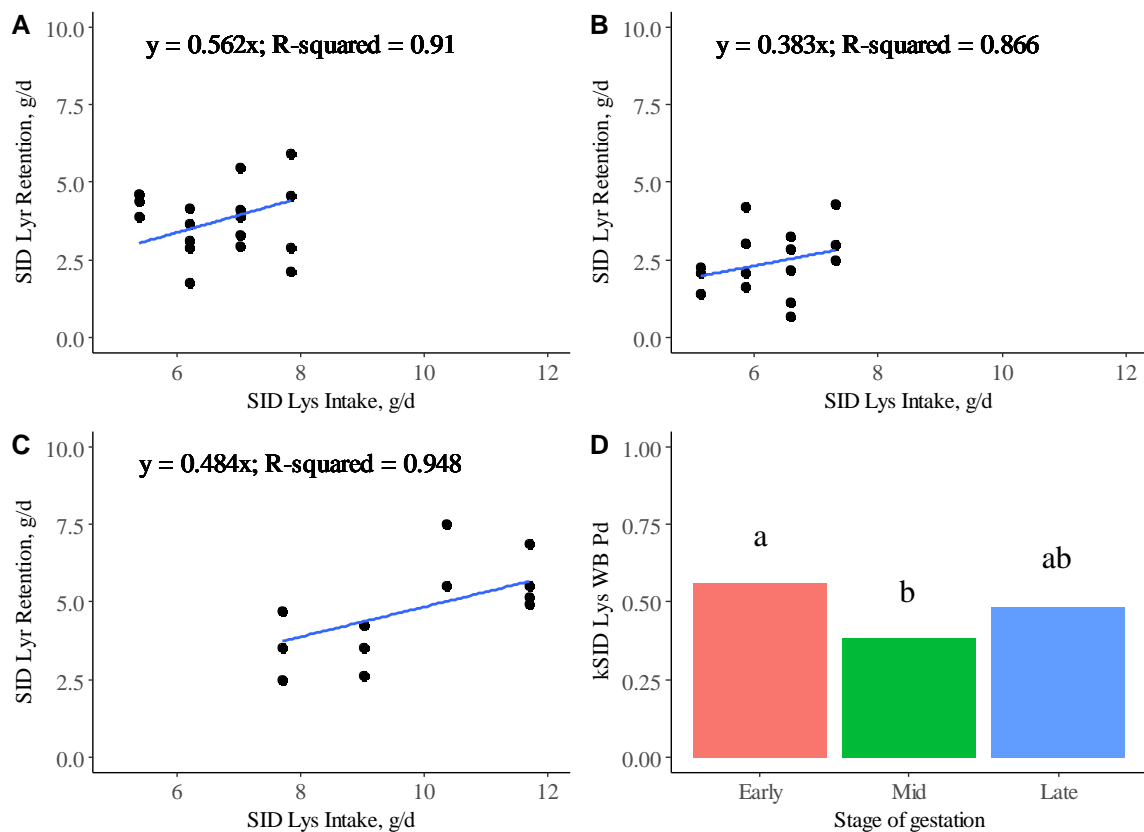 A
y = 0.562x; R-squared = 0.91
SID Lyr Retention, g/d
10.0
7.5
5.0
2.5
0.0
6 8 10 12
SID Lys Intake, g/d
B
y = 0.383x; R-squared = 0.866
SID Lyr Retention, g/d
10.0
7.5
5.0
2.5
0.0
6 8 10 12
SID Lys Intake, g/d
C
y = 0.484x; R-squared = 0.948
SID Lyr Retention, g/d
10.0
7.5
5.0
2.5
0.0
6 8 10 12
SID Lys Intake, g/d
D
kSID Lys WB Pd
1.00
0.75
0.50
0.25
0.00
a
b
ab
Early Mid Late
Stage of gestation